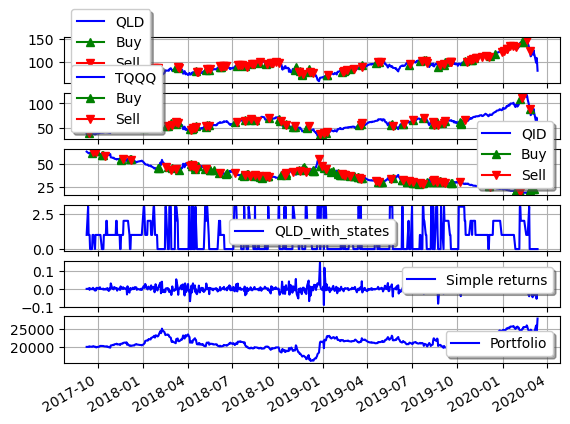 QLD
Buy
Sell
150
100
TQQQ
Buy
Sell
100
50
QID
Buy
Sell
50
25
QLD_with_states
2.5
0.0
Simple returns
0.1
0.0
−0.1
Portfolio
25000
20000
2017-10 2018-01 2018-04 2018-07 2018-10 2019-01 2019-04 2019-07 2019-10 2020-01 2020-04